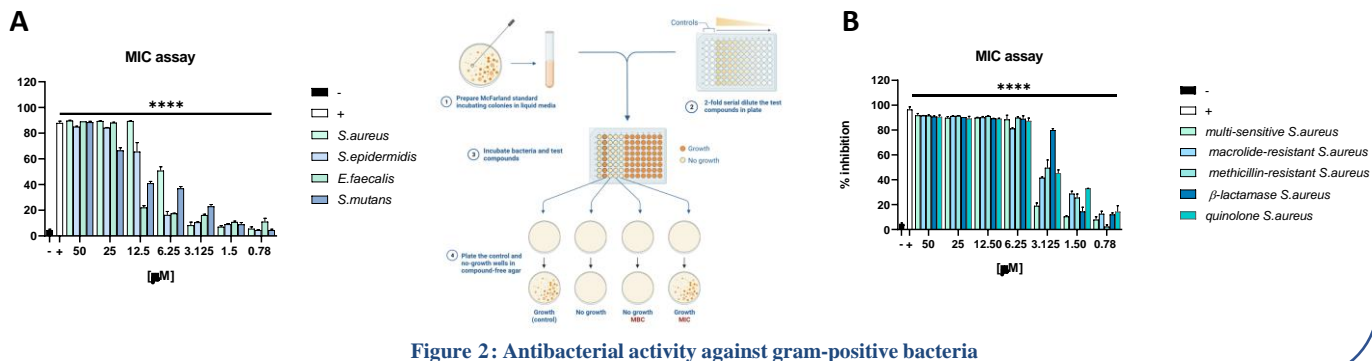 A
MIC assay
120
100
80
60
40
20
0
****
- + 50 25 12.5 6.25 3.125 1.5 0.78
[µM]
-
+
S.aureus
S.epidermidis
E.faecalis
S.mutans
Controls
1 Prepare McFarland standard
incubating colonies in liquid media
2 2-fold serial dilute the test
compounds in plate
3 Incubate bacteria and test
compounds
Growth
No growth
4 Plate the control and
no-growth wells in
compound-free agar
Growth
(control)
No growth
No growth
MBC
Growth
MIC
B
MIC assay
% inhibition
120
100
80
60
40
20
0
****
- + 50 25 12.50 6.25 3.125 1.50 0.78
[µM]
-
+
multi-sensitive S.aureus
macrolide-resistant S.aureus
methicillin-resistant S.aureus
β-lactamase S.aureus
quinolone S.aureus
Figure 2: Antibacterial activity against gram-positive bacteria